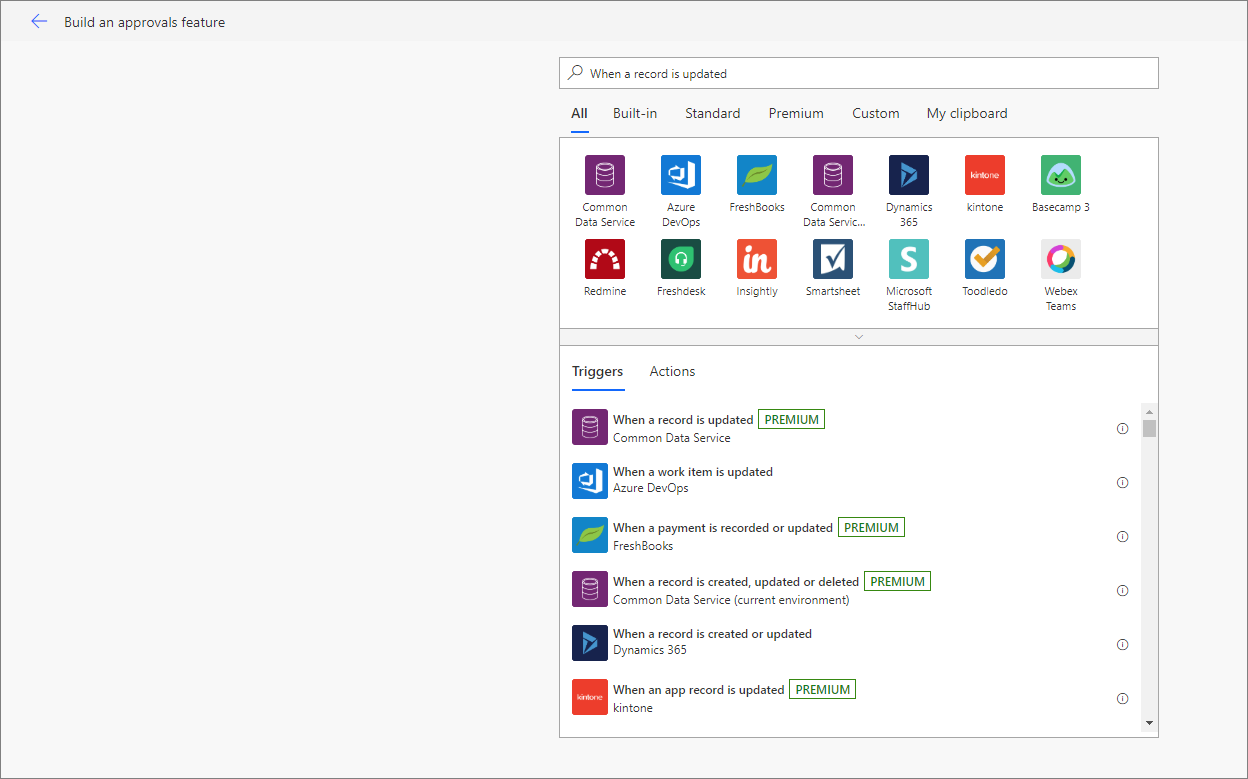 Build an approvals feature
When a record is updated
All Built-in Standard Premium Custom My clipboard
kintone
Common Azure FreshBooks Common Dynamics kintone Basecamp 3
Data Service DevOps Data Servic... 365
in S
Redmine Freshdesk Insightly Smartsheet Microsoft Toodledo Webex
StaffHub Teams
Triggers Actions
When a record is updated PREMIUM
Common Data Service
When a work item is updated
Azure DevOps
When a payment is recorded or updated PREMIUM
FreshBooks
When a record is created, updated or deleted PREMIUM
Common Data Service (current environment)
When a record is created or updated
Dynamics 365
When an app record is updated PREMIUM
kintone
kintone